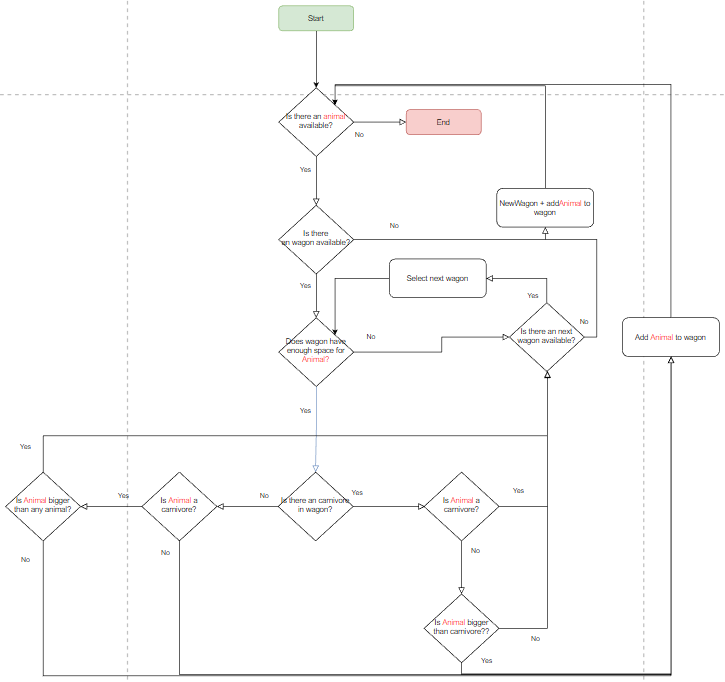 Start
Is there an animal
available?
End
No
Yes
NewWagon + addAnimal to
wagon
Is there
an wagon available?
No
Yes
Select next wagon
Yes
No
Does wagon have
enough space for
Animal?
No
Is there an next
wagon available?
Add Animal to wagon
Yes
Yes
Is Animal bigger
than any animal?
Yes
Is Animal a
carnivore?
No
Is there an carnivore
in wagon?
Yes
Is Animal a
carnivore?
Yes
No
No
No
Is Animal bigger
than carnivore??
No
Yes